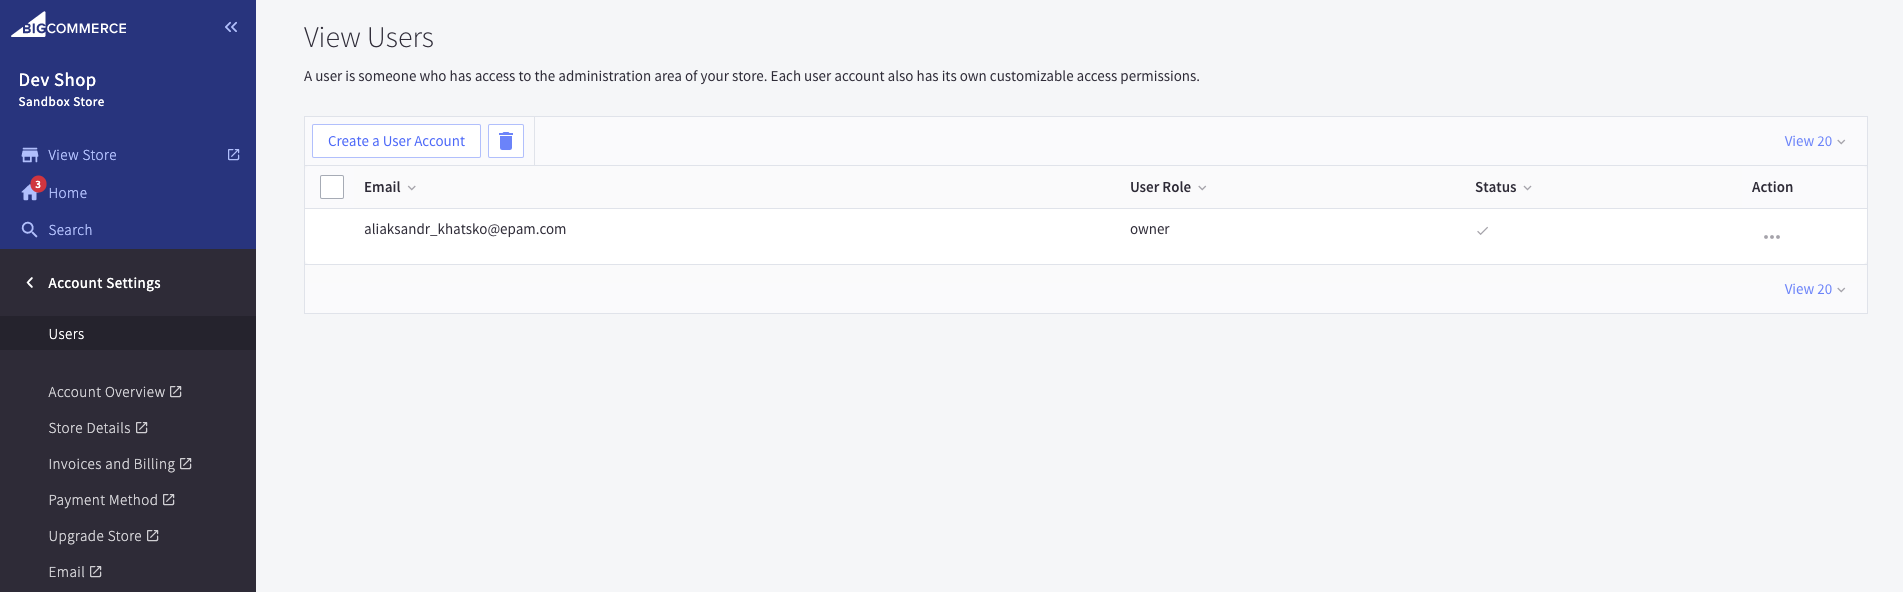 BIGCOMMERCE
Dev Shop
Sandbox Store
View Store
3
Home
Search
Account Settings
Users
Account Overview
Store Details
Invoices and Billing
Payment Method
Upgrade Store
Email
View Users
A user is someone who has access to the administration area of your store. Each user account also has its own customizable access permissions.
Create a User Account
View 20
Email User Role Status Action
aliaksandr_khatsko@epam.com owner
View 20